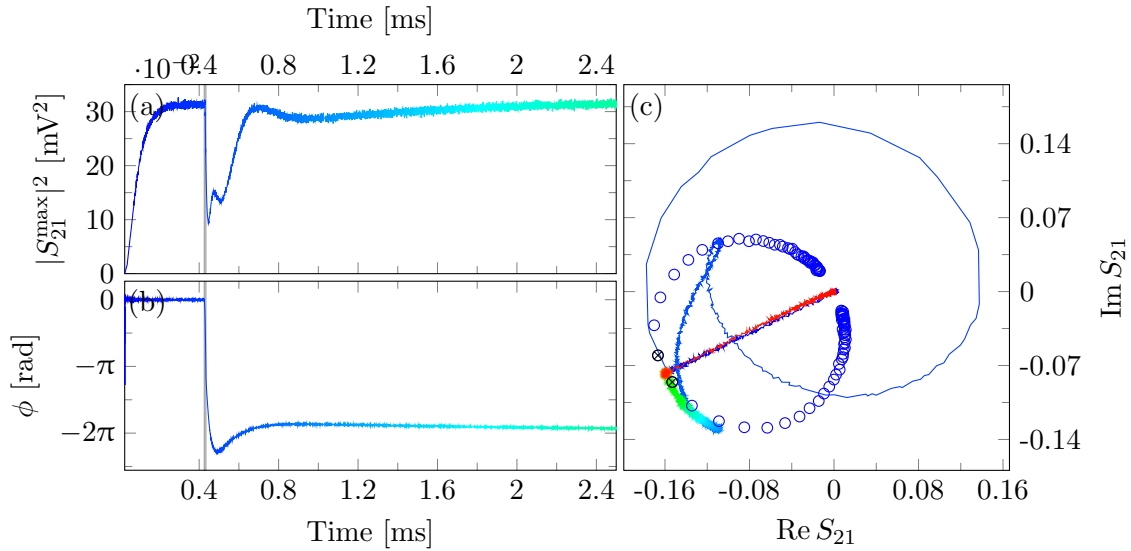 Time [ms]
·10⁻² 0.4 0.8 1.2 1.6 2 2.4
(a)
30
20
10
0
|S₂₁ᵐᵃˣ|² [mV²]
(b)
0
−π
−2π
ϕ [rad]
0.4 0.8 1.2 1.6 2 2.4
Time [ms]
(c)
0.14
0.07
0
-0.07
-0.14
Im S₂₁
-0.16 -0.08 0 0.08 0.16
Re S₂₁